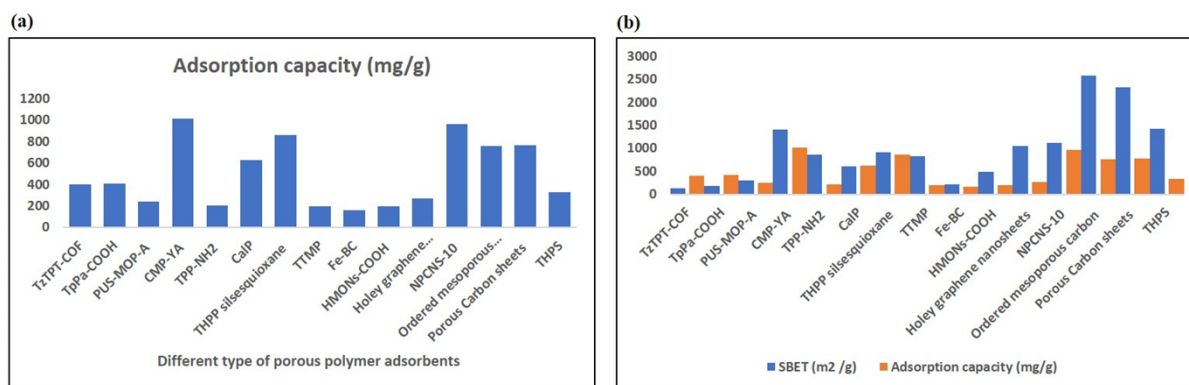 (a)
Adsorption capacity (mg/g)
1200
1000
800
600
400
200
0
TzTPT-COF
TpPa-COOH
PUS-MOP-A
CMP-YA
TPP-NH2
CalP
THPP silsesquioxane
TTMP
Fe-BC
HMONs-COOH
Holey graphene...
NPCNS-10
Ordered mesoporous...
Porous Carbon sheets
THPS
Different type of porous polymer adsorbents
(b)
3000
2500
2000
1500
1000
500
0
TzTPT-COF
TpPa-COOH
PUS-MOP-A
CMP-YA
TPP-NH2
CalP
THPP silsesquioxane
TTMP
Fe-BC
HMONs-COOH
Holey graphene nanosheets
NPCNS-10
Ordered mesoporous carbon
Porous Carbon sheets
THPS
SBET (m2 /g)
Adsorption capacity (mg/g)